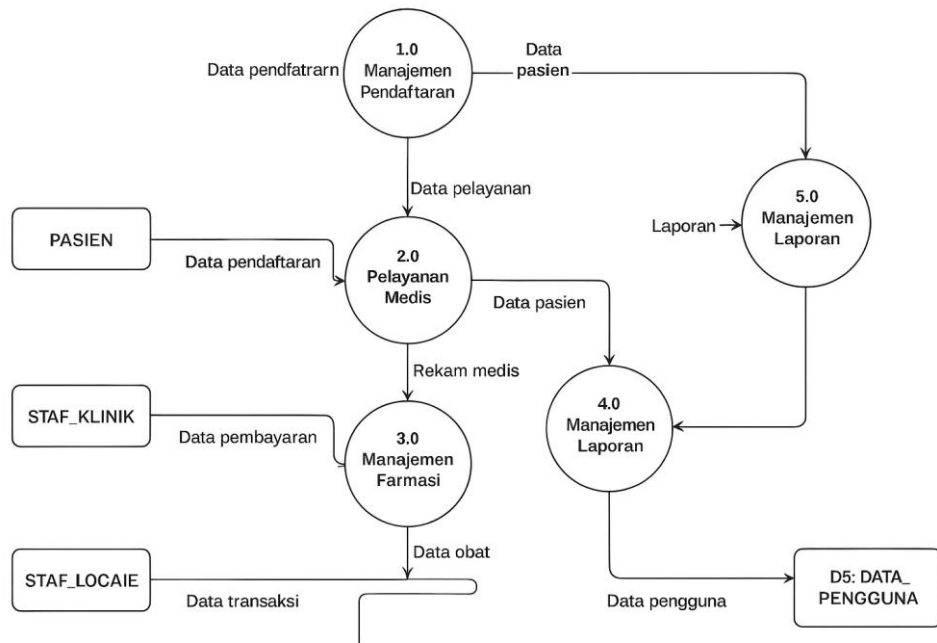 1.0
Manajemen
Pendaftaran
Data pendfatrarn
Data
pasien
Data pelayanan
5.0
Manajemen
Laporan
Laporan
PASIEN
Data pendaftaran
2.0
Pelayanan
Medis
Data pasien
Rekam medis
STAF_KLINIK
Data pembayaran
3.0
Manajemen
Farmasi
4.0
Manajemen
Laporan
Data obat
STAF_LOCAIE
Data transaksi
Data pengguna
D5: DATA_
PENGGUNA